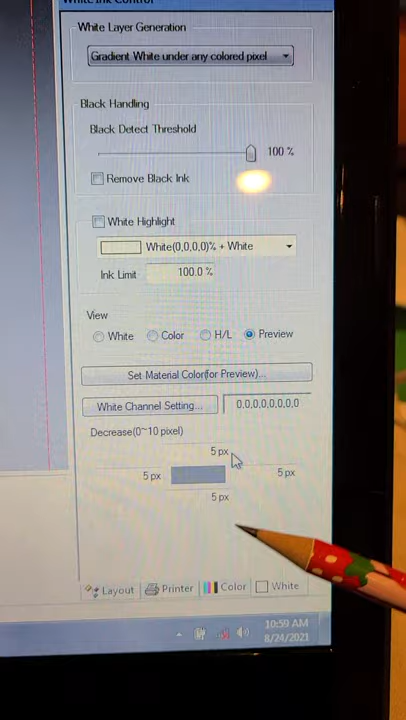 White Ink Control
White Layer Generation
Gradient White under any colored pixel
Black Handling
Black Detect Threshold
100 %
Remove Black Ink
White Highlight
White(0,0,0,0)% + White
Ink Limit 100.0 %
View
White Color H/L Preview
Set Material Color(for Preview)...
White Channel Setting... 0,0,0,0,0,0,0,0
Decrease(0~10 pixel)
5 px
5 px 5 px
5 px
Layout Printer Color White
10:59 AM
8/24/2021